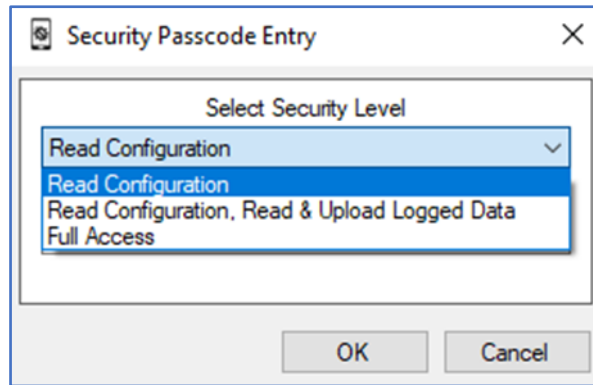 Security Passcode Entry
Select Security Level
Read Configuration
Read Configuration
Read Configuration, Read & Upload Logged Data
Full Access
OK Cancel